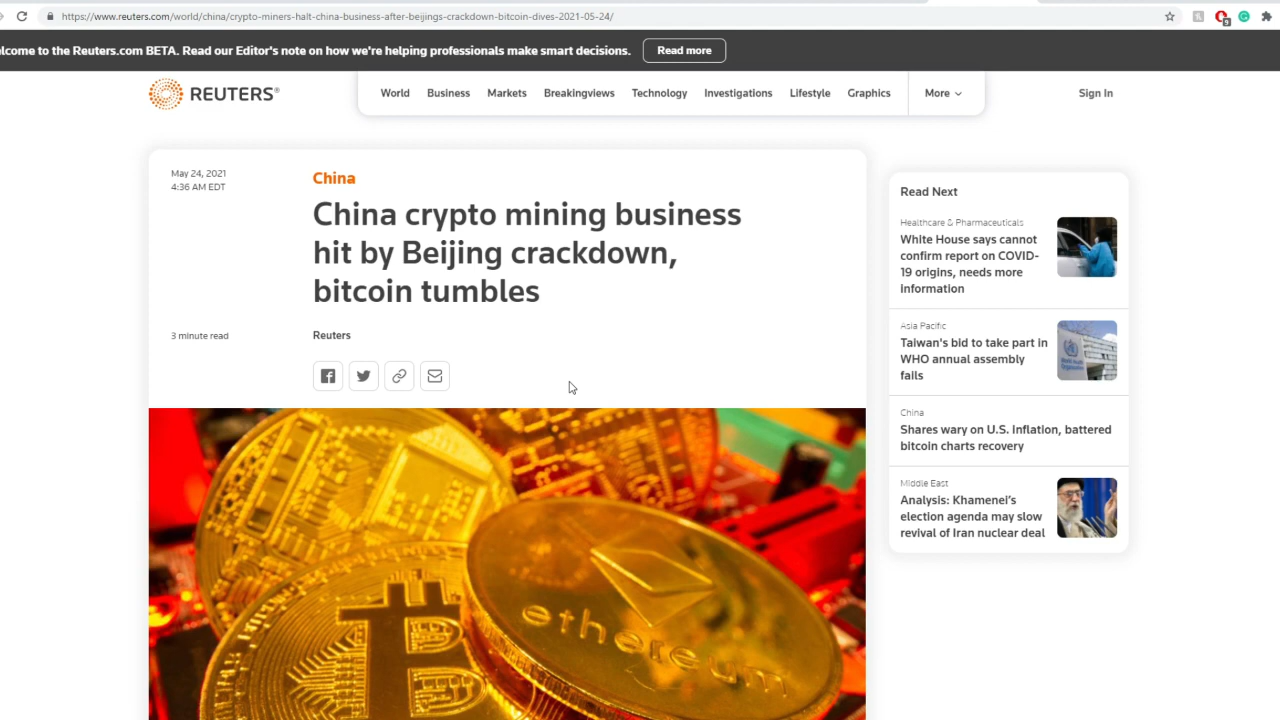 https://www.reuters.com/world/china/crypto-miners-halt-china-business-after-beijings-crackdown-bitcoin-dives-2021-05-24/
lcome to the Reuters.com BETA. Read our Editor's note on how we're helping professionals make smart decisions. Read more
REUTERS®
World Business Markets Breakingviews Technology Investigations Lifestyle Graphics More
Sign In
May 24, 2021
4:36 AM EDT
China
China crypto mining business
hit by Beijing crackdown,
bitcoin tumbles
3 minute read
Reuters
ethereum
Read Next
Healthcare & Pharmaceuticals
White House says cannot
confirm report on COVID-
19 origins, needs more
information
Asia Pacific
Taiwan's bid to take part in
WHO annual assembly
fails
China
Shares wary on U.S. inflation, battered
bitcoin charts recovery
Middle East
Analysis: Khamenei's
election agenda may slow
revival of Iran nuclear deal